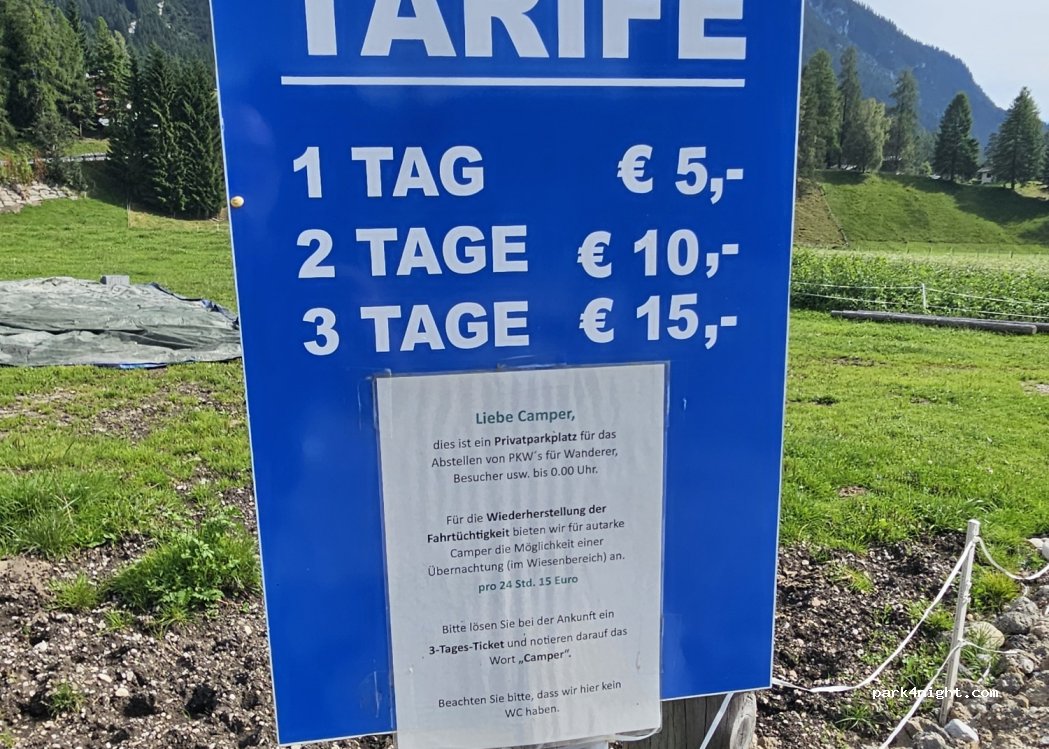 TARIFE
1 TAG € 5,-
2 TAGE € 10,-
3 TAGE € 15,-
Liebe Camper,
dies ist ein Privatparkplatz für das
Abstellen von PKW´s für Wanderer,
Besucher usw. bis 0.00 Uhr.
Für die Wiederherstellung der
Fahrtüchtigkeit bieten wir für autarke
Camper die Möglichkeit einer
Übernachtung (im Wiesenbereich) an.
pro 24 Std. 15 Euro
Bitte lösen Sie bei der Ankunft ein
3-Tages-Ticket und notieren darauf das
Wort „Camper“.
Beachten Sie bitte, dass wir hier kein
WC haben.
park4night.com